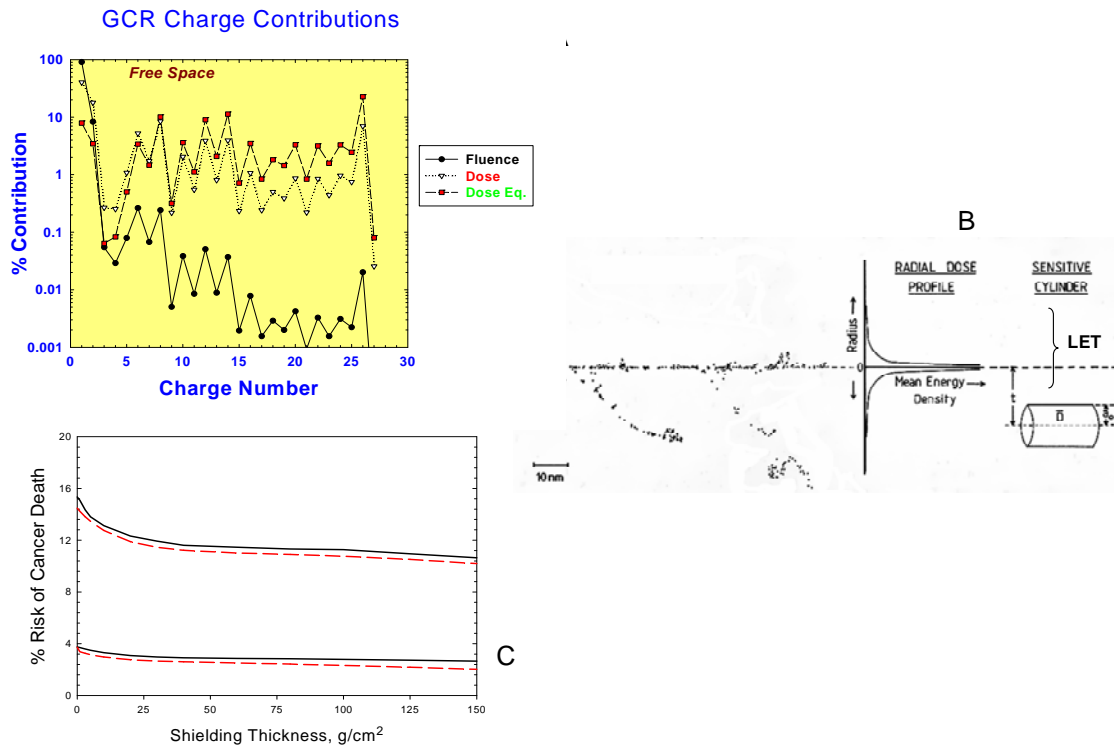 GCR Charge Contributions
Free Space
100
10
1
0.1
0.01
0.001
% Contribution
0 5 10 15 20 25 30
Charge Number
Fluence
Dose
Dose Eq.
B
RADIAL DOSE
PROFILE
SENSITIVE
CYLINDER
Radius
0
LET
Mean Energy
Density
t
n̅
a₀
10 nm
20
16
12
8
4
0
% Risk of Cancer Death
0 25 50 75 100 125 150
Shielding Thickness, g/cm²
C